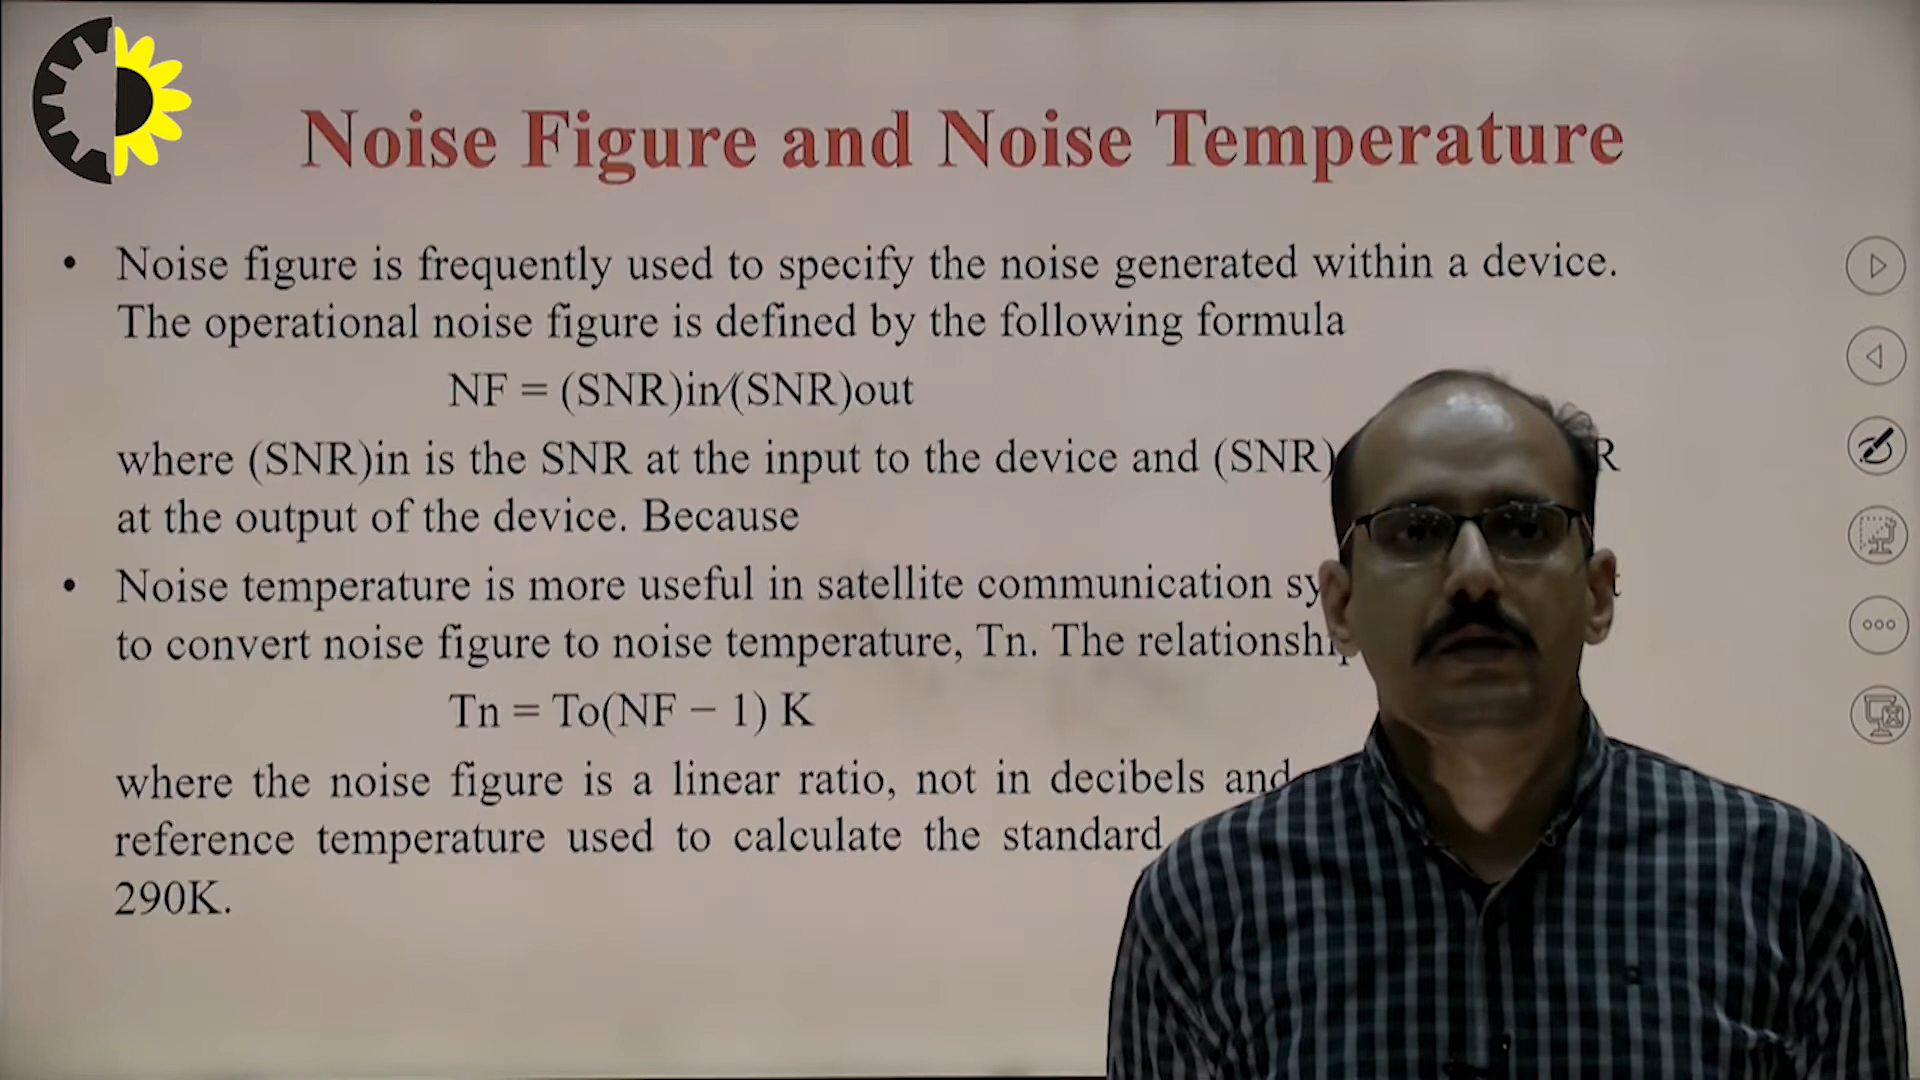 Noise Figure and Noise Temperature
• Noise figure is frequently used to specify the noise generated within a device.
The operational noise figure is defined by the following formula
NF = (SNR)in/(SNR)out
where (SNR)in is the SNR at the input to the device and (SNR)
at the output of the device. Because
• Noise temperature is more useful in satellite communication
to convert noise figure to noise temperature, Tn. The
Tn = To(NF − 1) K
where the noise figure is a linear ratio, not in decibels and
reference temperature used to calculate the standard
290K.